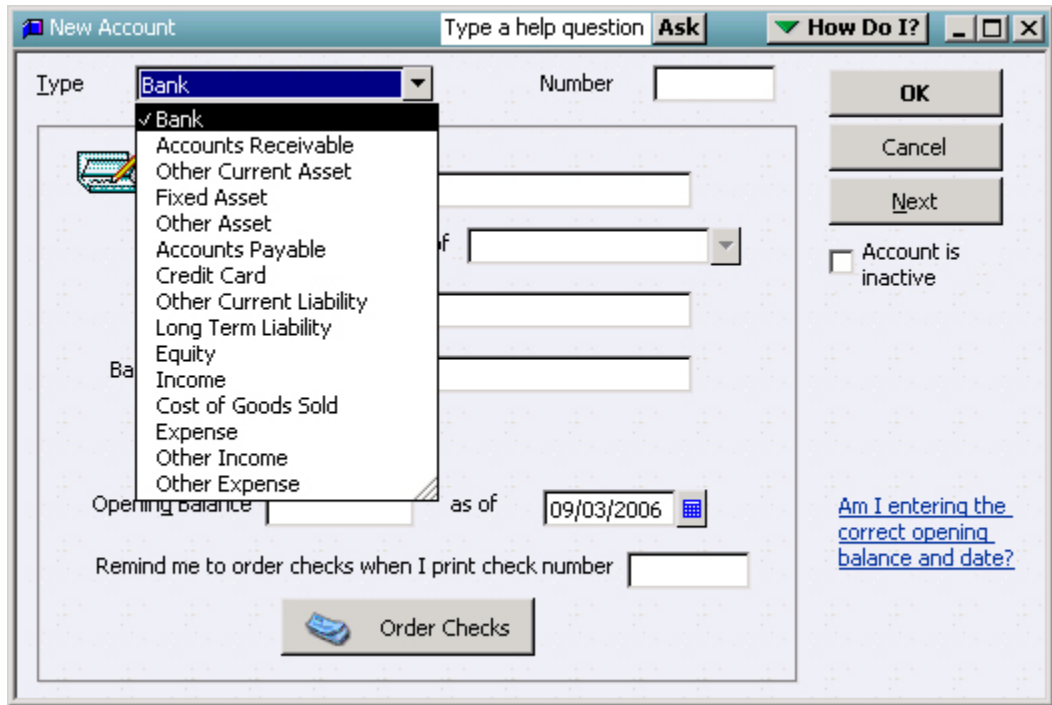 New Account
Type a help question Ask
How Do I?
Type
Bank
Number
OK
Bank
Accounts Receivable
Cancel
Other Current Asset
Fixed Asset
Next
Other Asset
Accounts Payable
Account is
inactive
Credit Card
Other Current Liability
Long Term Liability
Equity
Ba
Income
Cost of Goods Sold
Expense
Other Income
Other Expense
Opening Balance
as of
09/03/2006
Am I entering the
correct opening
balance and date?
Remind me to order checks when I print check number
Order Checks